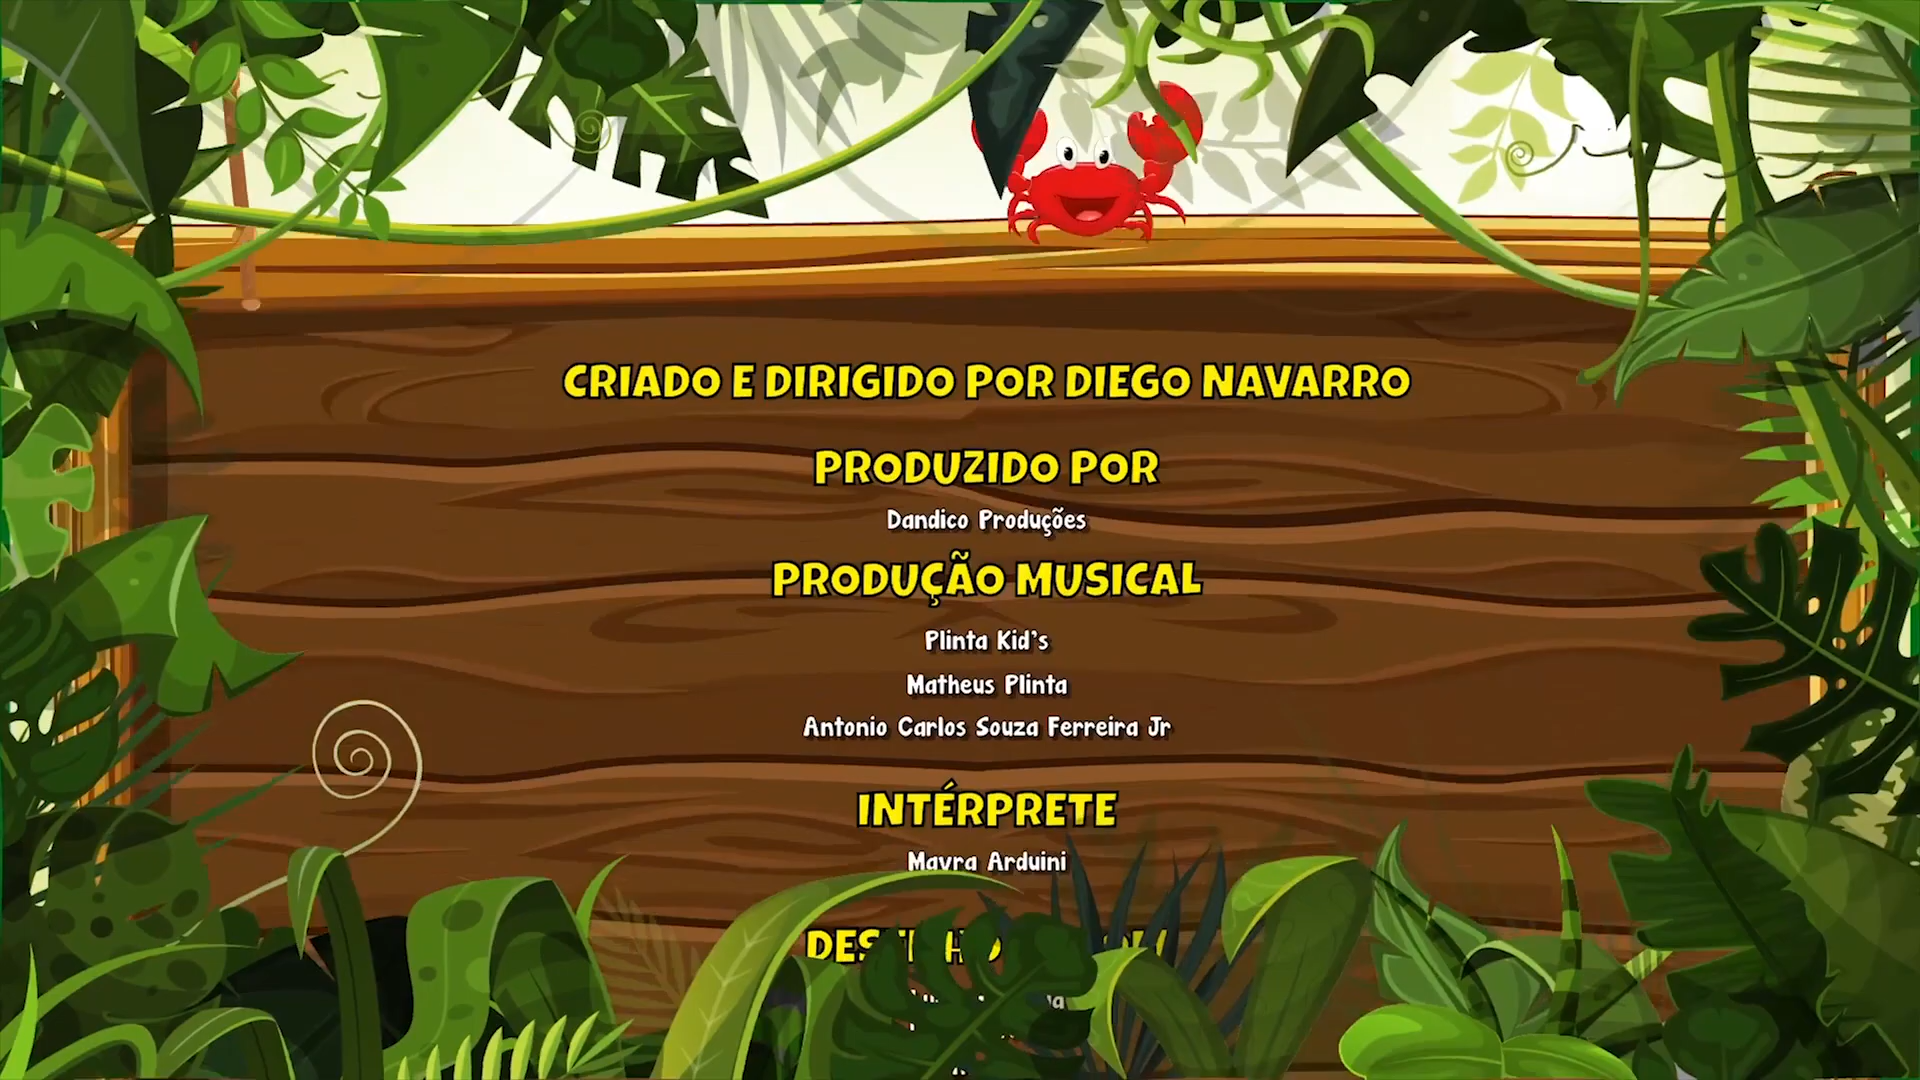 CRIADO E DIRIGIDO POR DIEGO NAVARRO
PRODUZIDO POR
Dandico Produções
PRODUÇÃO MUSICAL
Plinta Kid's
Matheus Plinta
Antonio Carlos Souza Ferreira Jr
INTÉRPRETE
Mayra Arduini